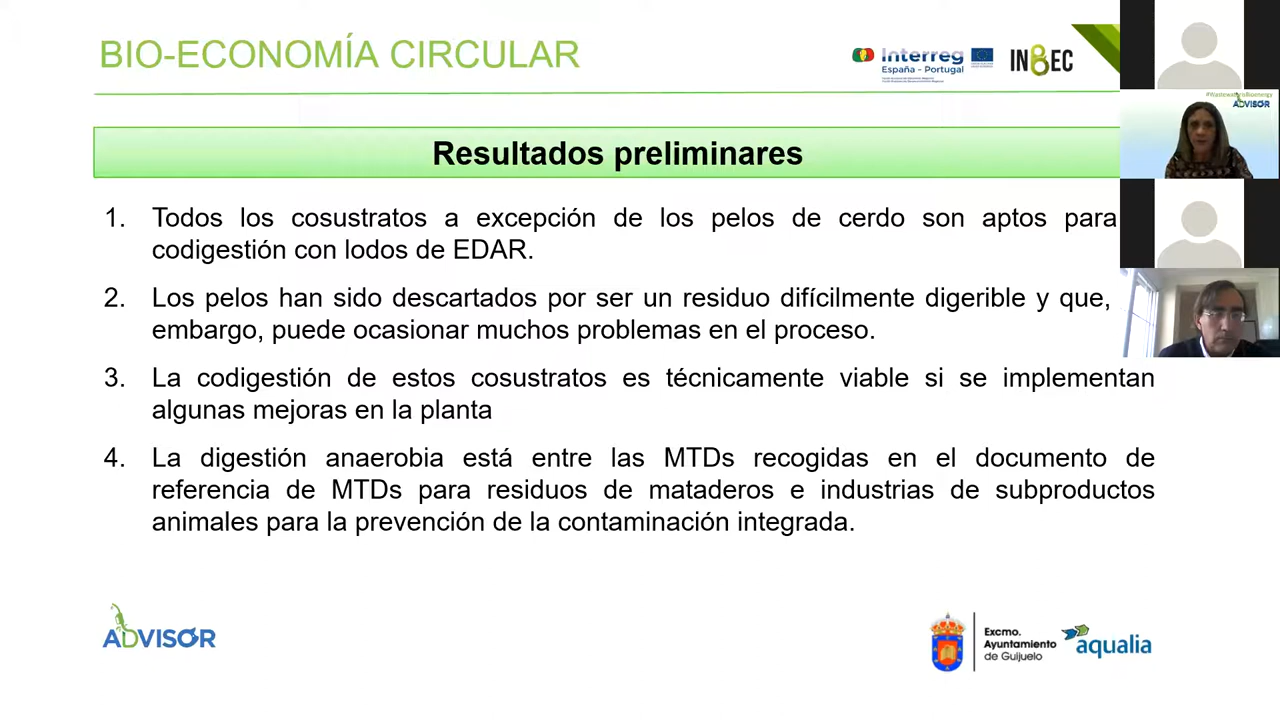 BIO-ECONOMÍA CIRCULAR
Interreg
España - Portugal
INBEC
#WastewaterisBioenergy
ADVISOR
Resultados preliminares
1. Todos los cosustratos a excepción de los pelos de cerdo son aptos para
codigestión con lodos de EDAR.
2. Los pelos han sido descartados por ser un residuo difícilmente digerible y que,
embargo, puede ocasionar muchos problemas en el proceso.
3. La codigestión de estos cosustratos es técnicamente viable si se implementan
algunas mejoras en la planta
4. La digestión anaerobia está entre las MTDs recogidas en el documento de
referencia de MTDs para residuos de mataderos e industrias de subproductos
animales para la prevención de la contaminación integrada.
ADVISOR
Excmo.
Ayuntamiento
de Guijuelo
aqualia